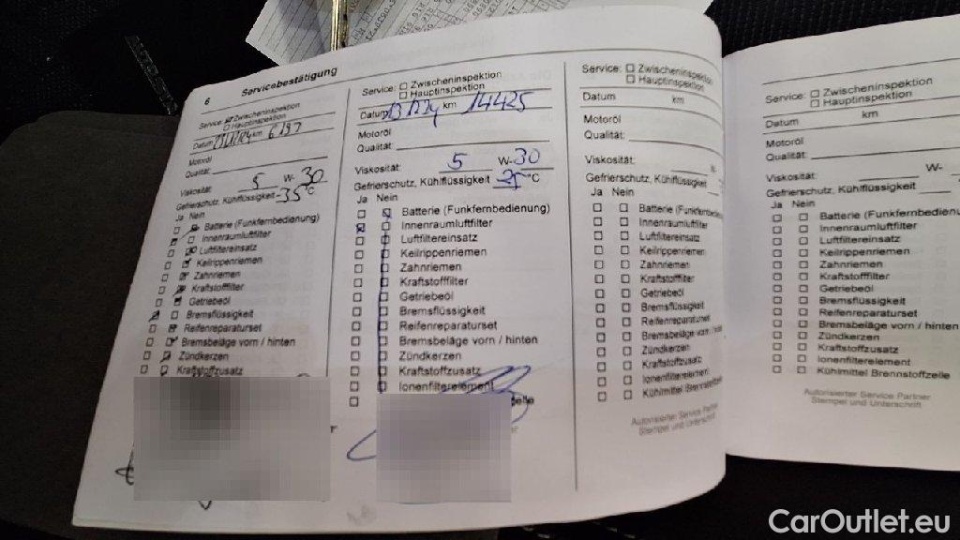 6 Servicebestätigung
Service: Zwischeninspektion
Hauptinspektion
Datum km 6197
Motoröl
Qualität:
Viskosität: 5 W-30
Gefrierschutz, Kühlflüssigkeit -35 °C
Ja Nein
Batterie (Funkfernbedienung)
Innenraumluftfilter
Luftfiltereinsatz
Keilrippenriemen
Zahnriemen
Kraftstofffilter
Getriebeöl
Bremsflüssigkeit
Reifenreparaturset
Bremsbeläge vorn / hinten
Zündkerzen
Kraftstoffzusatz
Service: Zwischeninspektion
Hauptinspektion
Datum km 14425
Motoröl
Qualität:
Viskosität: 5 W-30
Gefrierschutz, Kühlflüssigkeit °C
Ja Nein
Batterie (Funkfernbedienung)
Innenraumluftfilter
Luftfiltereinsatz
Keilrippenriemen
Zahnriemen
Kraftstofffilter
Getriebeöl
Bremsflüssigkeit
Reifenreparaturset
Bremsbeläge vorn / hinten
Zündkerzen
Kraftstoffzusatz
Ionenfilterelement
Service: Zwischeninspektion
Hauptinspektion
Datum km
Motoröl
Qualität:
Viskosität: W-
Gefrierschutz, Kühlflüssigkeit
Ja Nein
Batterie (Funkfernbedien
Innenraumluftfilter
Luftfiltereinsatz
Keilrippenriemen
Zahnriemen
Kraftstofffilter
Getriebeöl
Bremsflüssigkeit
Reifenreparaturset
Bremsbeläge vorn / hinten
Zündkerzen
Kraftstoffzusatz
Ionenfilterelement
Kühlmittel Brennstoffzelle
Autorisierter Service Partner
Stempel und Unterschrift
Service: Zwischeninspektion
Hauptinspektion
Datum km
Motoröl
Qualität:
Viskosität: W-
Gefrierschutz, Kühlflüssigkeit
Ja Nein
Batterie (Funkfernbedienu
Innenraumluftfilter
Luftfiltereinsatz
Keilrippenriemen
Zahnriemen
Kraftstofffilter
Getriebeöl
Bremsflüssigkeit
Reifenreparaturset
Bremsbeläge vorn / hinten
Zündkerzen
Kraftstoffzusatz
Ionenfilterelement
Kühlmittel Brennstoffzelle
Autorisierter Service Partner
Stempel und Unterschrift
CarOutlet.eu